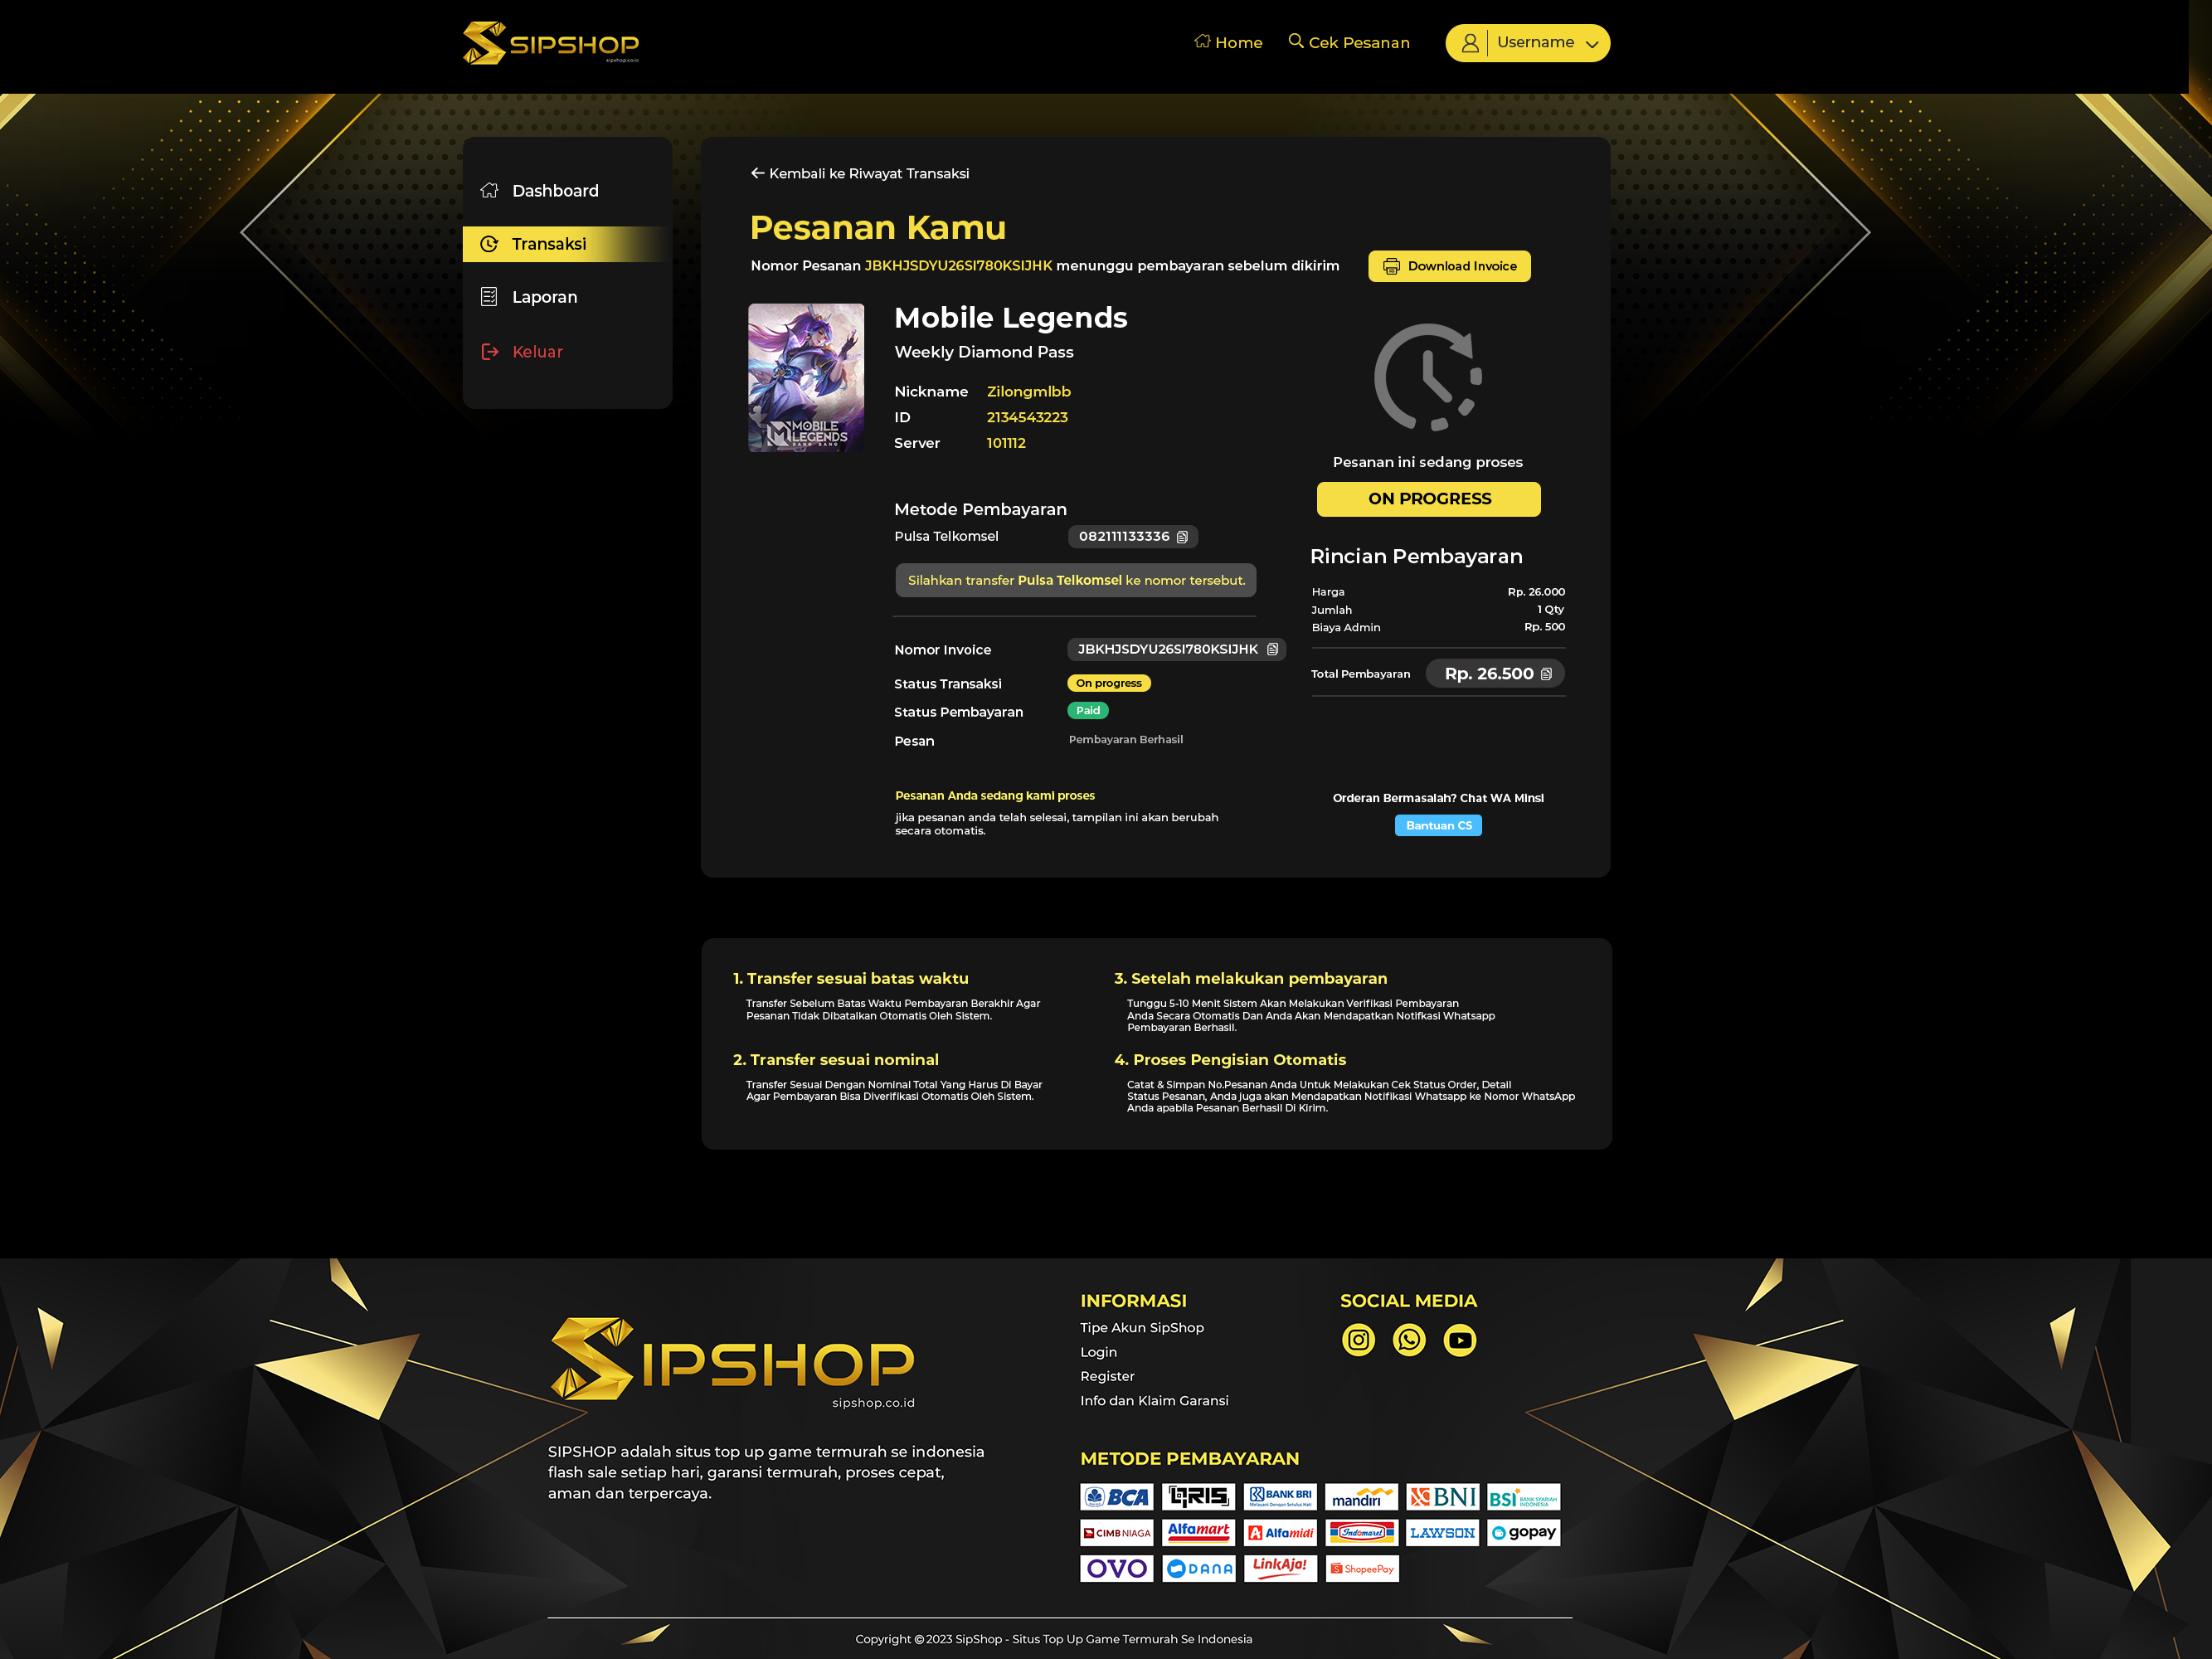 SIPSHOP
sipshop.co.id
Home
Cek Pesanan
Username
Dashboard
Transaksi
Laporan
Keluar
Kembali ke Riwayat Transaksi
Pesanan Kamu
Nomor Pesanan JBKHJSDYU26SI780KSIJHK menunggu pembayaran sebelum dikirim
Download Invoice
MOBILE
LEGENDS
BANG BANG
Mobile Legends
Weekly Diamond Pass
Nickname Zilongmlbb
ID 2134543223
Server 101112
Pesanan ini sedang proses
ON PROGRESS
Metode Pembayaran
Pulsa Telkomsel 082111133336
Silahkan transfer Pulsa Telkomsel ke nomor tersebut.
Rincian Pembayaran
Harga Rp. 26.000
Jumlah 1 Qty
Biaya Admin Rp. 500
Total Pembayaran Rp. 26.500
Nomor Invoice JBKHJSDYU26SI780KSIJHK
Status Transaksi On progress
Status Pembayaran Paid
Pesan Pembayaran Berhasil
Pesanan Anda sedang kami proses
jika pesanan anda telah selesai, tampilan ini akan berubah
secara otomatis.
Orderan Bermasalah? Chat WA Minsi
Bantuan CS
1. Transfer sesuai batas waktu
Transfer Sebelum Batas Waktu Pembayaran Berakhir Agar
Pesanan Tidak Dibatalkan Otomatis Oleh Sistem.
2. Transfer sesuai nominal
Transfer Sesuai Dengan Nominal Total Yang Harus Di Bayar
Agar Pembayaran Bisa Diverifikasi Otomatis Oleh Sistem.
3. Setelah melakukan pembayaran
Tunggu 5-10 Menit Sistem Akan Melakukan Verifikasi Pembayaran
Anda Secara Otomatis Dan Anda Akan Mendapatkan Notifkasi Whatsapp
Pembayaran Berhasil.
4. Proses Pengisian Otomatis
Catat & Simpan No.Pesanan Anda Untuk Melakukan Cek Status Order, Detail
Status Pesanan, Anda juga akan Mendapatkan Notifikasi Whatsapp ke Nomor WhatsApp
Anda apabila Pesanan Berhasil Di Kirim.
SIPSHOP
sipshop.co.id
SIPSHOP adalah situs top up game termurah se indonesia
flash sale setiap hari, garansi termurah, proses cepat,
aman dan terpercaya.
INFORMASI
Tipe Akun SipShop
Login
Register
Info dan Klaim Garansi
SOCIAL MEDIA
METODE PEMBAYARAN
BCA
QRIS
BANK BRI
Melayani Dengan Setulus Hati
mandiri
BNI
BSI BANK SYARIAH INDONESIA
CIMB NIAGA
Alfamart
Alfamidi
Indomaret
LAWSON
gopay
OVO
DANA
LinkAja!
ShopeePay
Copyright © 2023 SipShop - Situs Top Up Game Termurah Se Indonesia